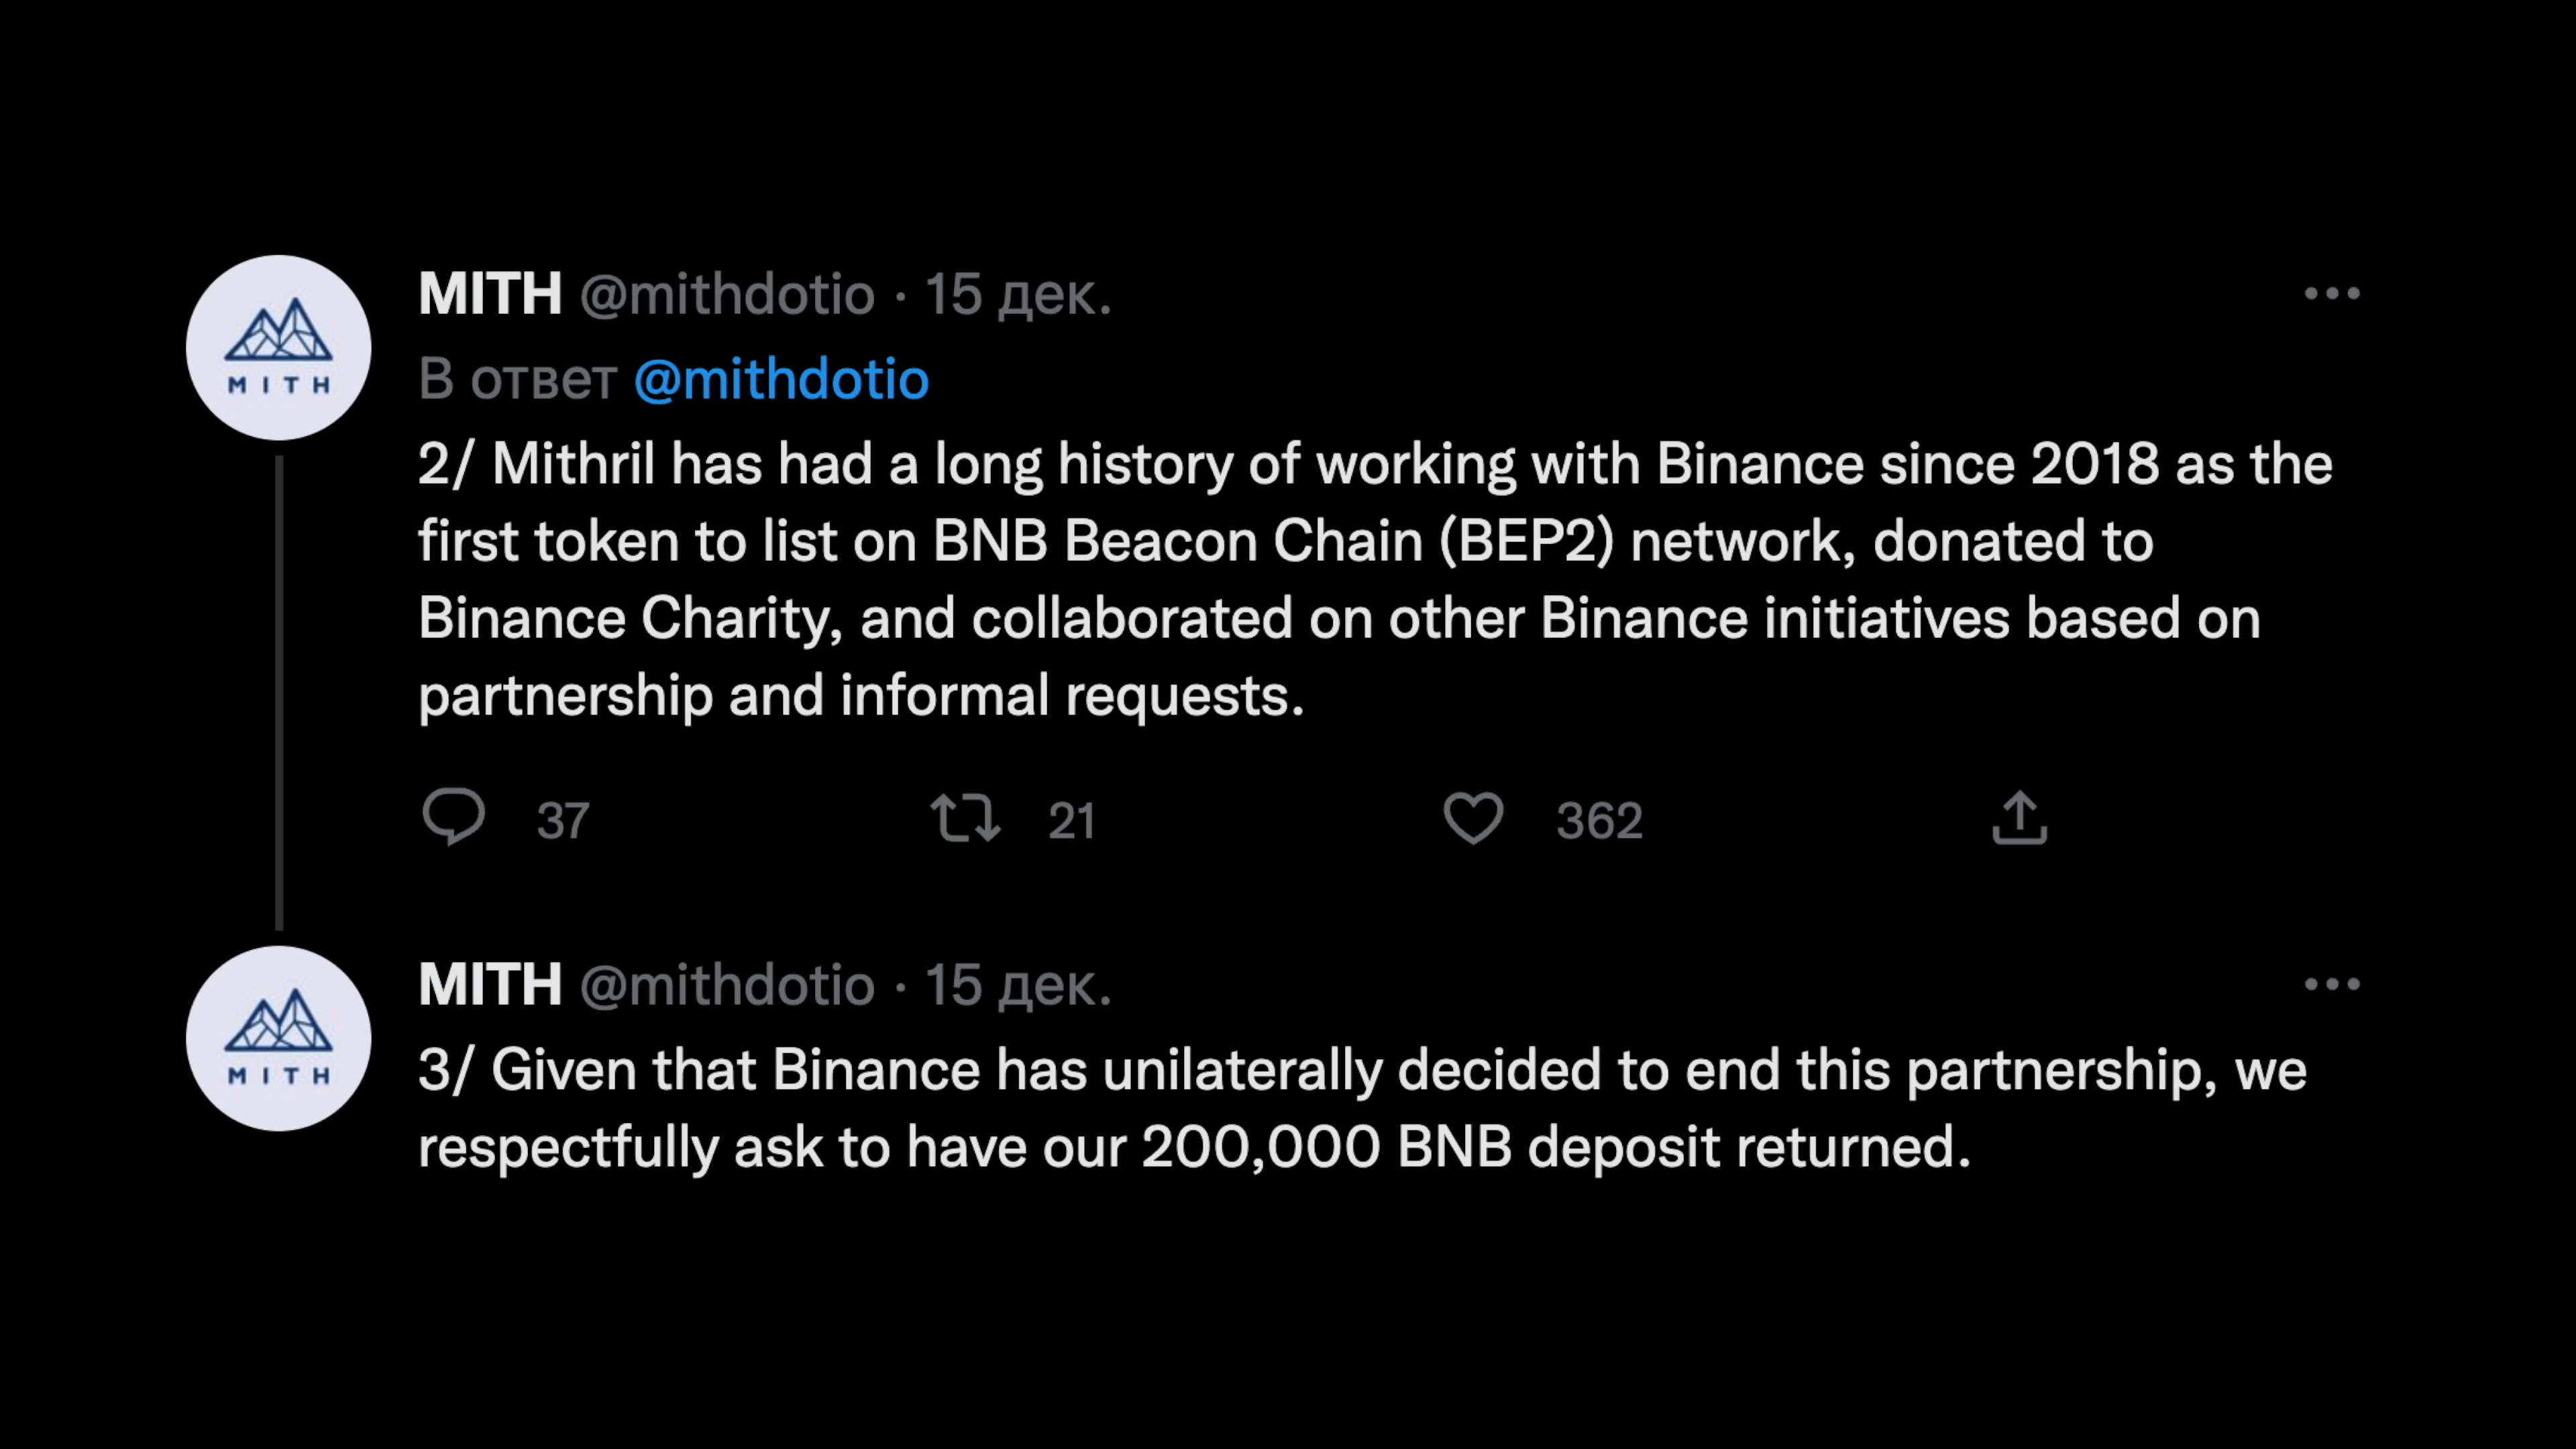 MITH @mithdotio · 15 дек.
В ответ @mithdotio
2/ Mithril has had a long history of working with Binance since 2018 as the
first token to list on BNB Beacon Chain (BEP2) network, donated to
Binance Charity, and collaborated on other Binance initiatives based on
partnership and informal requests.
MITH
37 21 362
MITH @mithdotio · 15 дек.
3/ Given that Binance has unilaterally decided to end this partnership, we
respectfully ask to have our 200,000 BNB deposit returned.
MITH